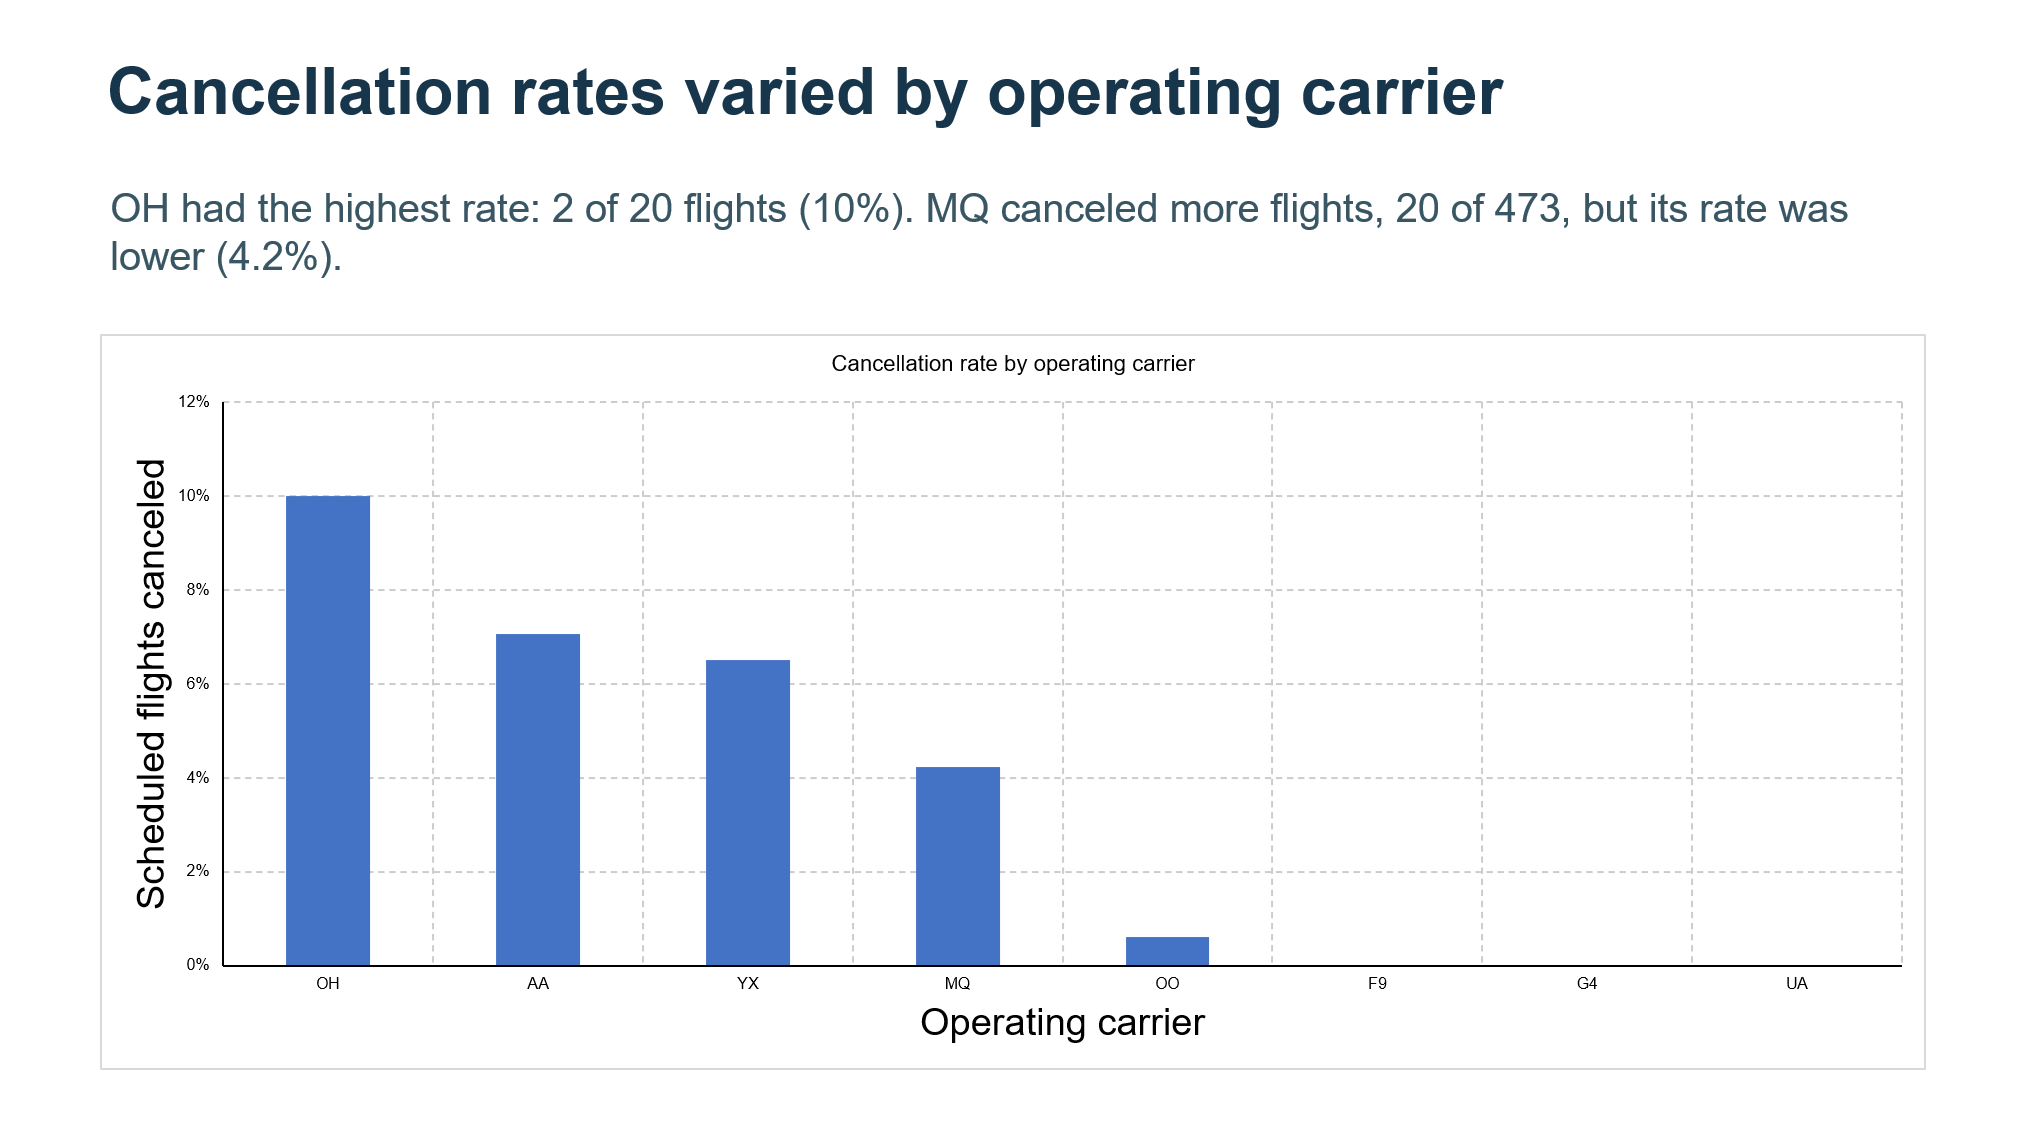 Cancellation rates varied by operating carrier
OH had the highest rate: 2 of 20 flights (10%). MQ canceled more flights, 20 of 473, but its rate was
lower (4.2%).
Cancellation rate by operating carrier
Scheduled flights canceled
12%
10%
8%
6%
4%
2%
0%
OH AA YX MQ OO F9 G4 UA
Operating carrier